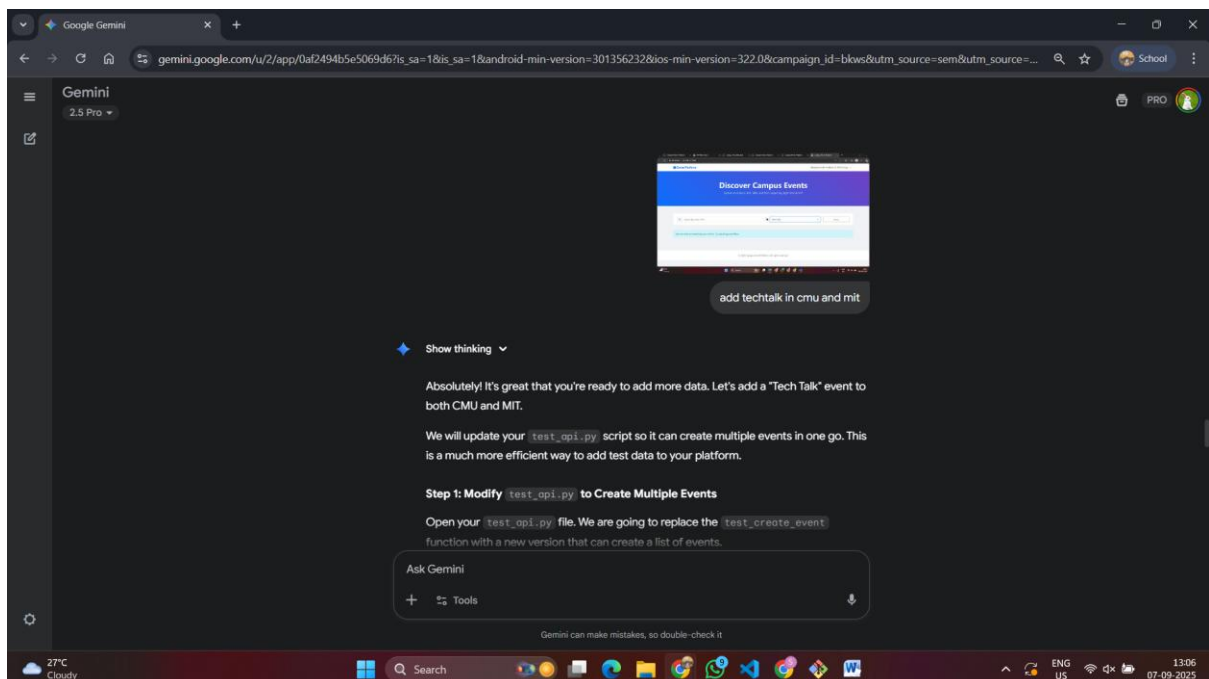 Google Gemini
gemini.google.com/u/2/app/0af2494b5e5069d6?is_sa=1&is_sa=1&android-min-version=301356232&ios-min-version=322.0&campaign_id=bkws&utm_source=sem&utm_source=...
School
Gemini
2.5 Pro
PRO
Discover Campus Events
add techtalk in cmu and mit
Show thinking
Absolutely! It's great that you're ready to add more data. Let's add a "Tech Talk" event to
both CMU and MIT.
We will update your test_api.py script so it can create multiple events in one go. This
is a much more efficient way to add test data to your platform.
Step 1: Modify test_api.py to Create Multiple Events
Open your test_api.py file. We are going to replace the test_create_event
function with a new version that can create a list of events.
Ask Gemini
Tools
Gemini can make mistakes, so double-check it
27°C
Cloudy
Search
ENG
US
13:06
07-09-2025